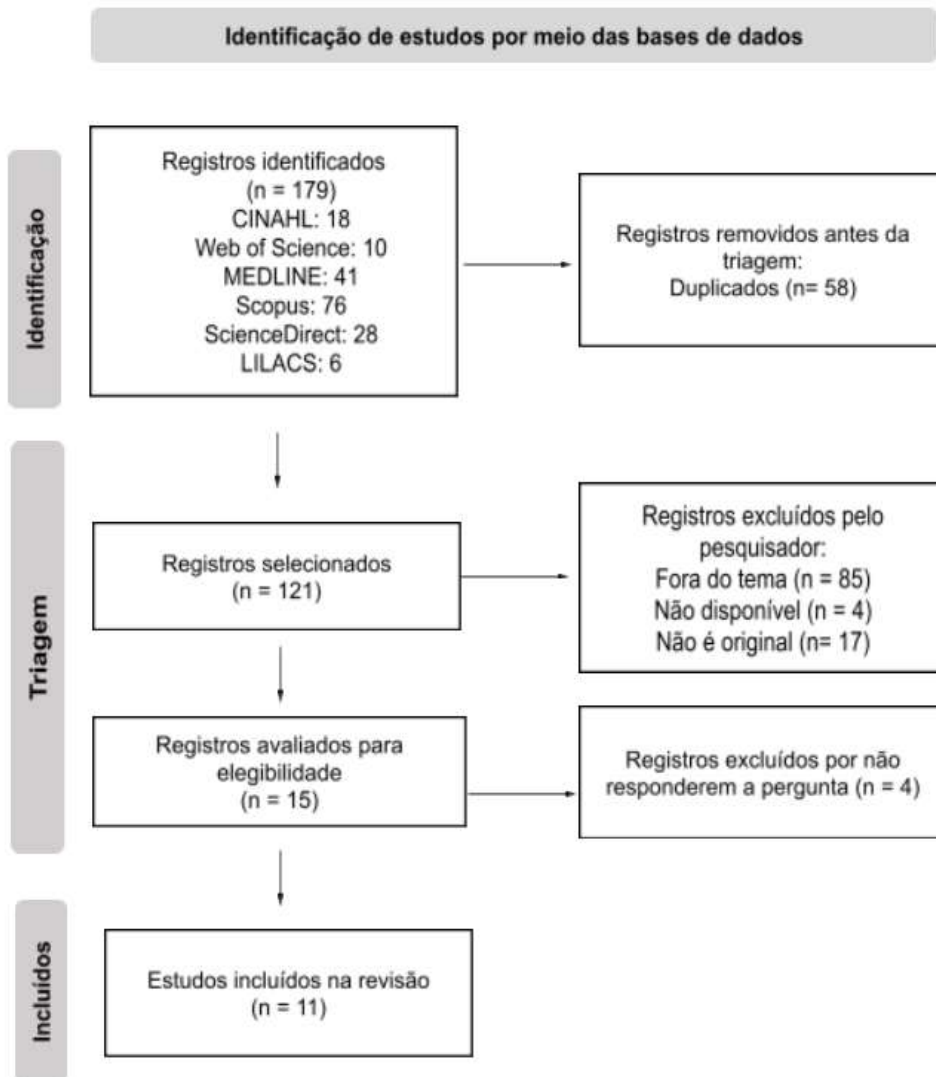 Identificação de estudos por meio das bases de dados
Identificação
Registros identificados
(n = 179)
CINAHL: 18
Web of Science: 10
MEDLINE: 41
Scopus: 76
ScienceDirect: 28
LILACS: 6
Registros removidos antes da
triagem:
Duplicados (n= 58)
Triagem
Registros selecionados
(n = 121)
Registros excluídos pelo
pesquisador:
Fora do tema (n = 85)
Não disponível (n = 4)
Não é original (n= 17)
Registros avaliados para
elegibilidade
(n = 15)
Registros excluídos por não
responderem a pergunta (n = 4)
Incluídos
Estudos incluídos na revisão
(n = 11)